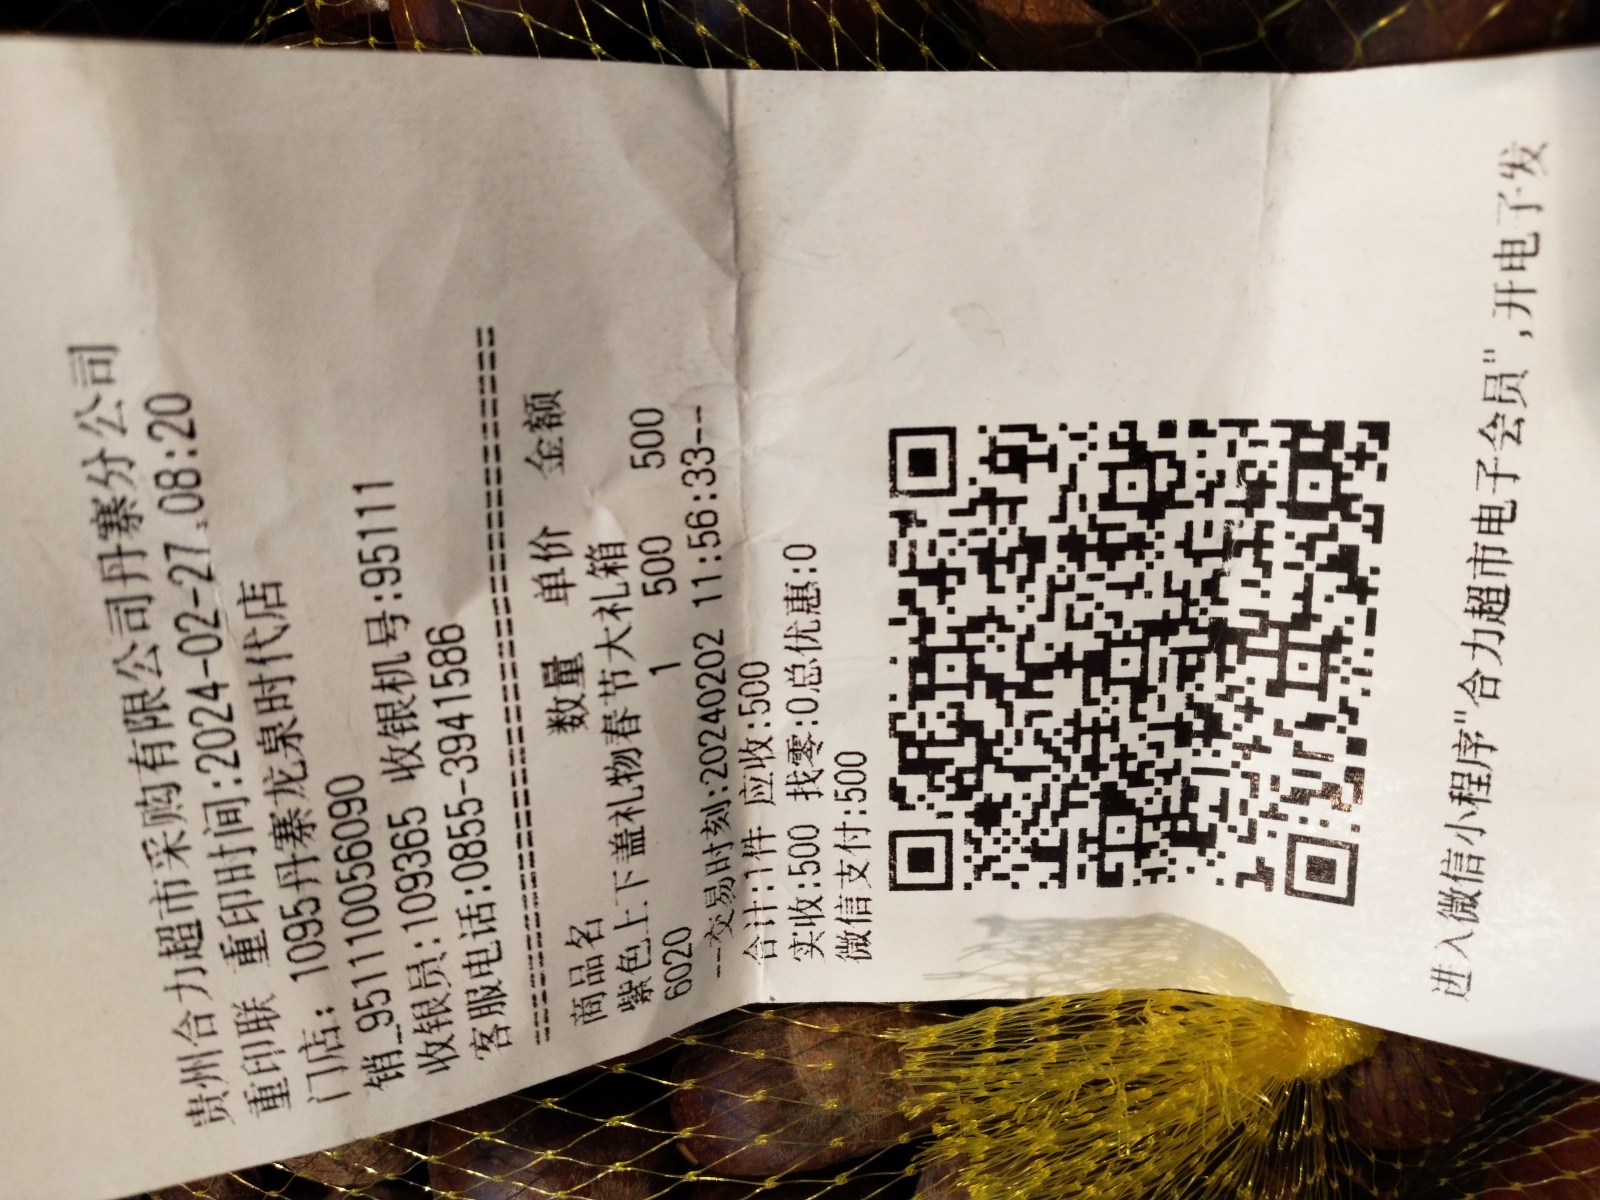 贵州合力超市采购有限公司丹寨分公司
重印联 重印时间:2024-02-27 08:20
门店: 1095丹寨龙泉时代店
销_951110056090
收银员:109365 收银机号:95111
客服电话:0855-3941586
================================
商品名 数量 单价 金额
紫色上下盖礼物春节大礼箱
6020 1 500 500
--交易时刻:20240202 11:56:33--
合计:1件 应收:500
实收:500 找零:0总优惠:0
微信支付:500
进入微信小程序"合力超市电子会员",开电子发